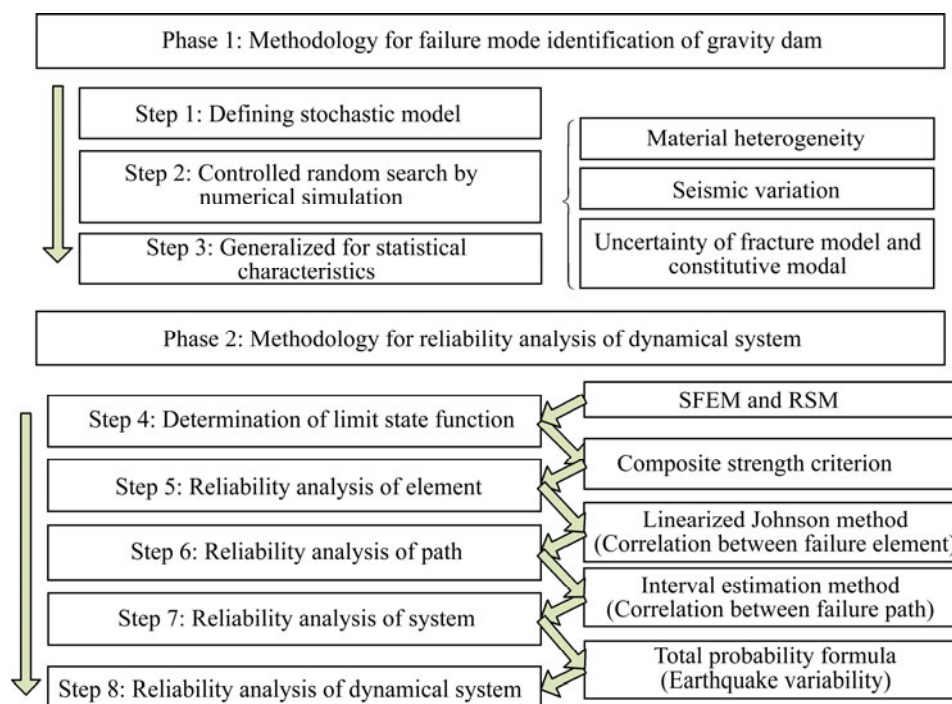 Phase 1: Methodology for failure mode identification of gravity dam
Step 1: Defining stochastic model
Step 2: Controlled random search by
numerical simulation
Step 3: Generalized for statistical
characteristics
Material heterogeneity
Seismic variation
Uncertainty of fracture model and
constitutive modal
Phase 2: Methodology for reliability analysis of dynamical system
Step 4: Determination of limit state function
Step 5: Reliability analysis of element
Step 6: Reliability analysis of path
Step 7: Reliability analysis of system
Step 8: Reliability analysis of dynamical system
SFEM and RSM
Composite strength criterion
Linearized Johnson method
(Correlation between failure element)
Interval estimation method
(Correlation between failure path)
Total probability formula
(Earthquake variability)